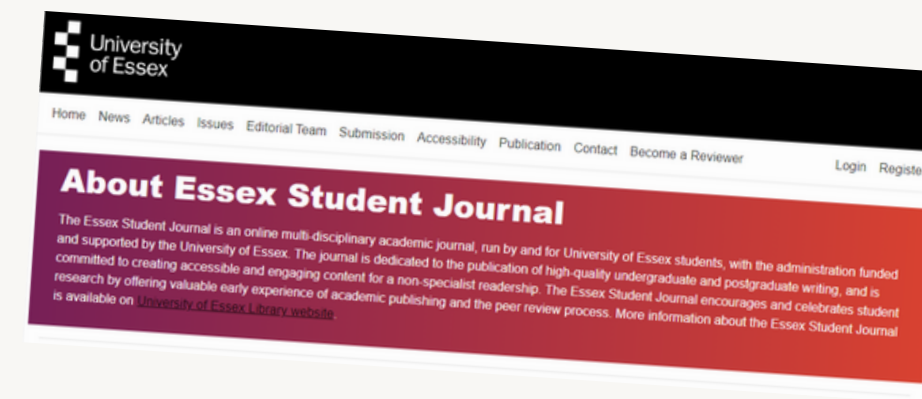 University
of Essex
Home News Articles Issues Editorial Team Submission Accessibility Publication Contact Become a Reviewer Login Registe
About Essex Student Journal
The Essex Student Journal is an online multi-disciplinary academic journal, run by and for University of Essex students, with the administration funded
and supported by the University of Essex. The journal is dedicated to the publication of high-quality undergraduate and postgraduate writing, and is
committed to creating accessible and engaging content for a non-specialist readership. The Essex Student Journal encourages and celebrates student
research by offering valuable early experience of academic publishing and the peer review process. More information about the Essex Student Journal
is available on University of Essex Library website.